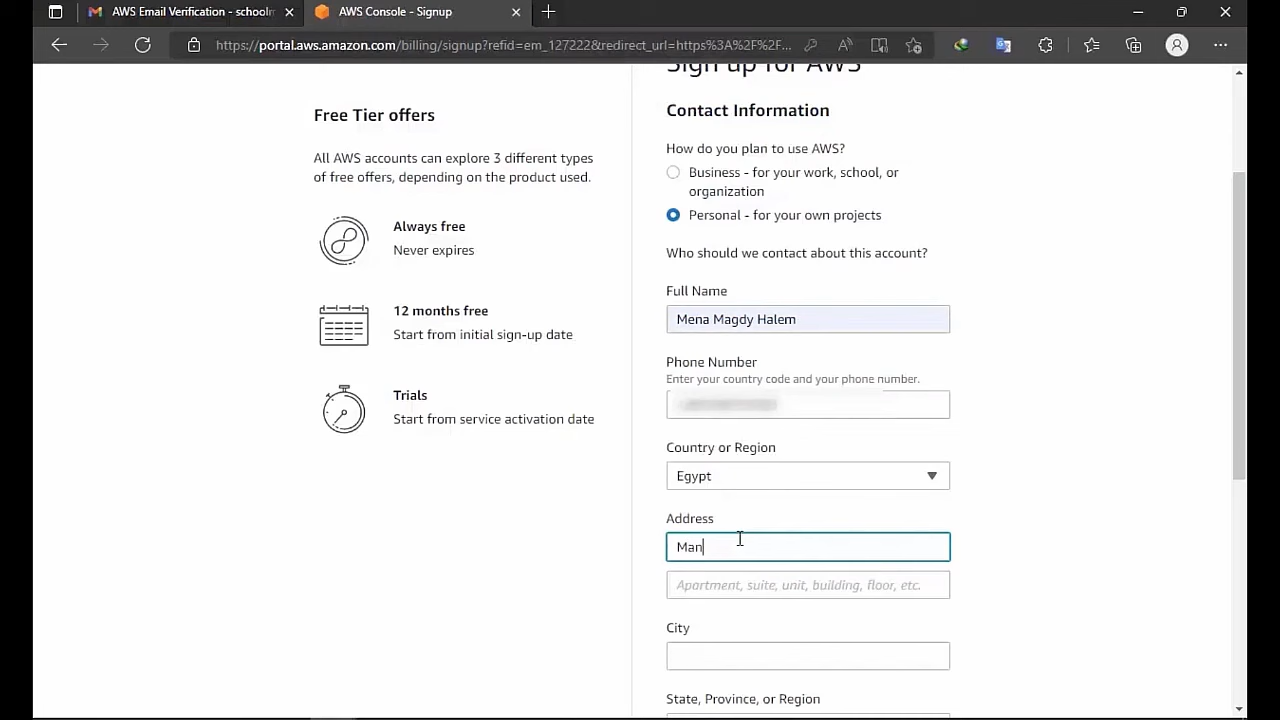 AWS Email Verification - schoolr
AWS Console - Signup
https://portal.aws.amazon.com/billing/signup?refid=em_127222&redirect_url=https%3A%2F%2F...
Sign up for AWS
Free Tier offers
All AWS accounts can explore 3 different types
of free offers, depending on the product used.
Always free
Never expires
12 months free
Start from initial sign-up date
Trials
Start from service activation date
Contact Information
How do you plan to use AWS?
Business - for your work, school, or
organization
Personal - for your own projects
Who should we contact about this account?
Full Name
Mena Magdy Halem
Phone Number
Enter your country code and your phone number.
Country or Region
Egypt
Address
Man
Apartment, suite, unit, building, floor, etc.
City
State, Province, or Region